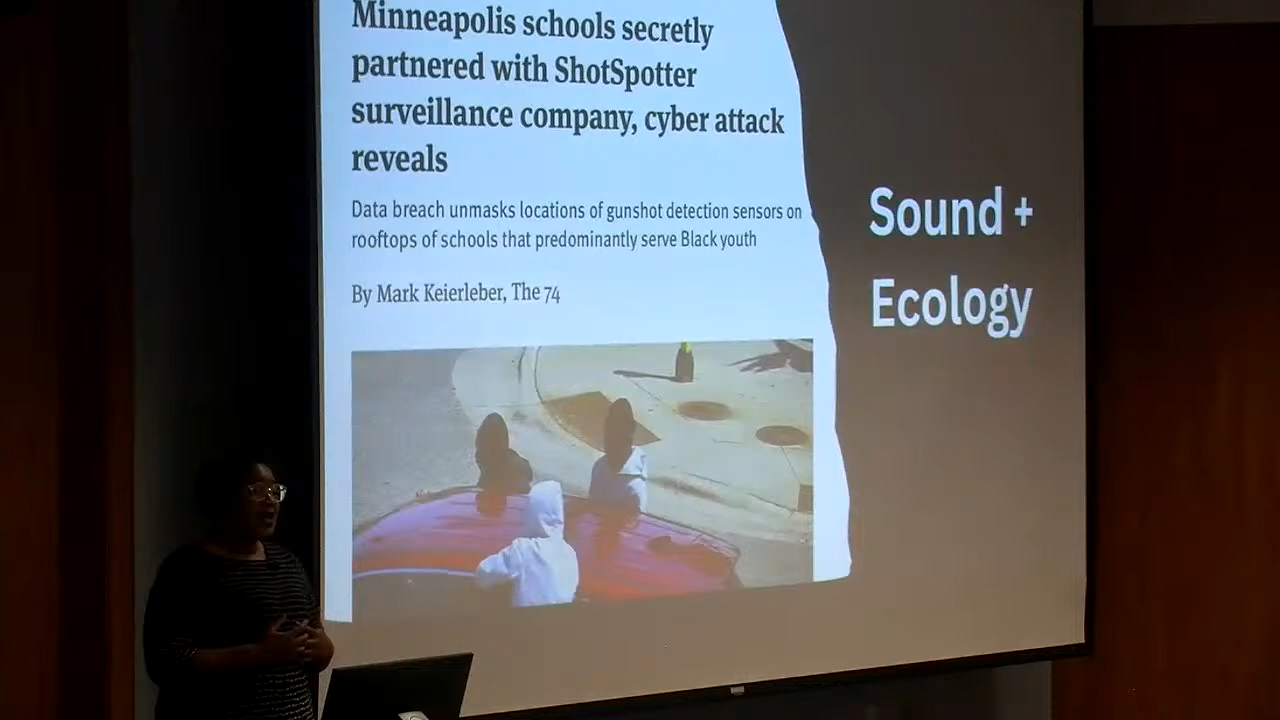 Minneapolis schools secretly
partnered with ShotSpotter
surveillance company, cyber attack
reveals
Data breach unmasks locations of gunshot detection sensors on
rooftops of schools that predominantly serve Black youth
By Mark Keierleber, The 74
Sound +
Ecology